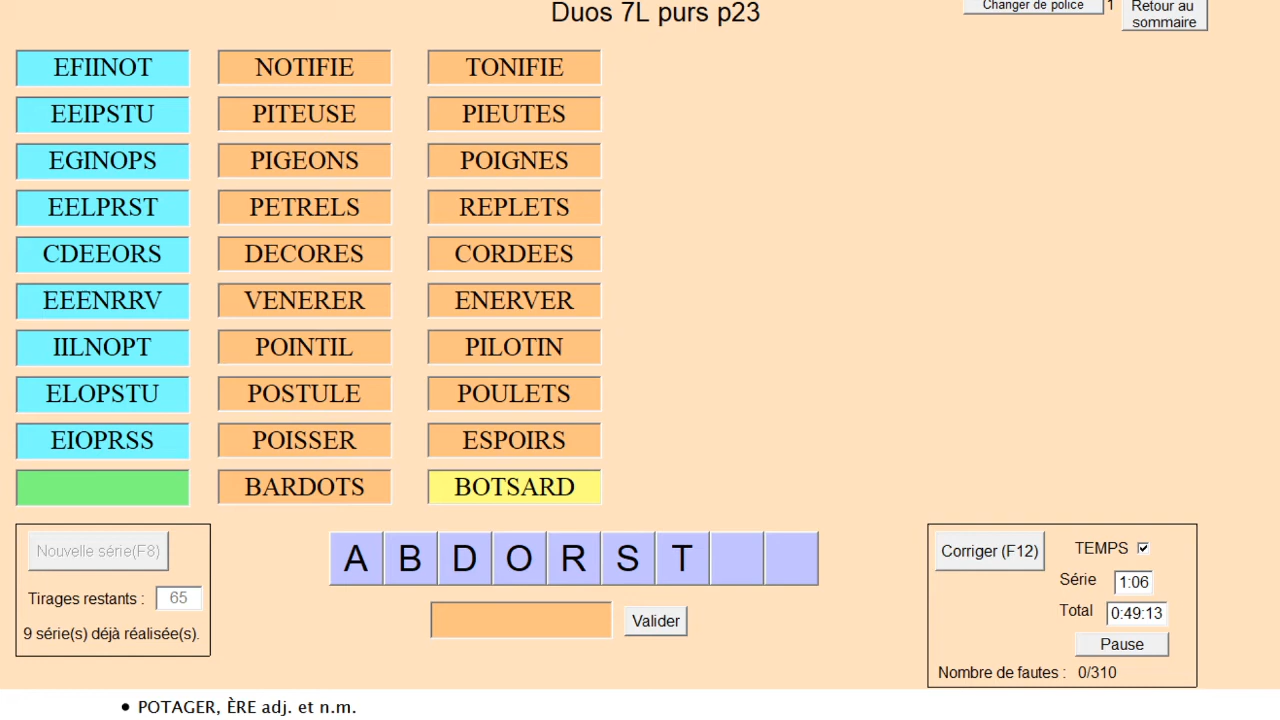 Duos 7L purs p23
Changer de police 1 Retour au sommaire
EFIINOT NOTIFIE TONIFIE
EEIPSTU PITEUSE PIEUTES
EGINOPS PIGEONS POIGNES
EELPRST PETRELS REPLETS
CDEEORS DECORES CORDEES
EEENRRV VENERER ENERVER
IILNOPT POINTIL PILOTIN
ELOPSTU POSTULE POULETS
EIOPRSS POISSER ESPOIRS
BARDOTS BOTSARD
Nouvelle série(F8)
Tirages restants : 65
9 série(s) déjà réalisée(s).
A B D O R S T
Valider
Corriger (F12) TEMPS
Série 1:06
Total 0:49:13
Pause
Nombre de fautes : 0/310
• POTAGER, ÈRE adj. et n.m.